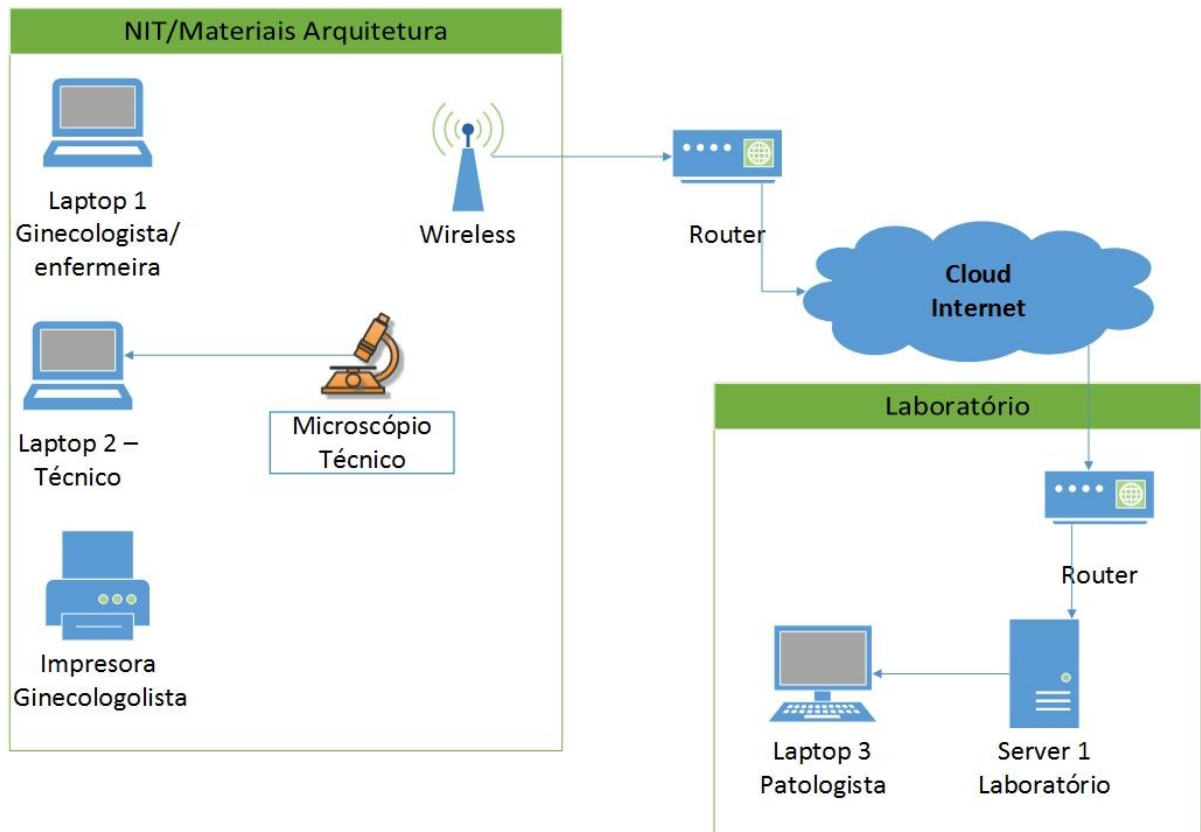 NIT/Materiais Arquitetura
Laptop 1
Ginecologista/
enfermeira
Wireless
Router
Cloud
Internet
Laptop 2 –
Técnico
Microscópio
Técnico
Impresora
Ginecologolista
Laboratório
Router
Laptop 3
Patologista
Server 1
Laboratório